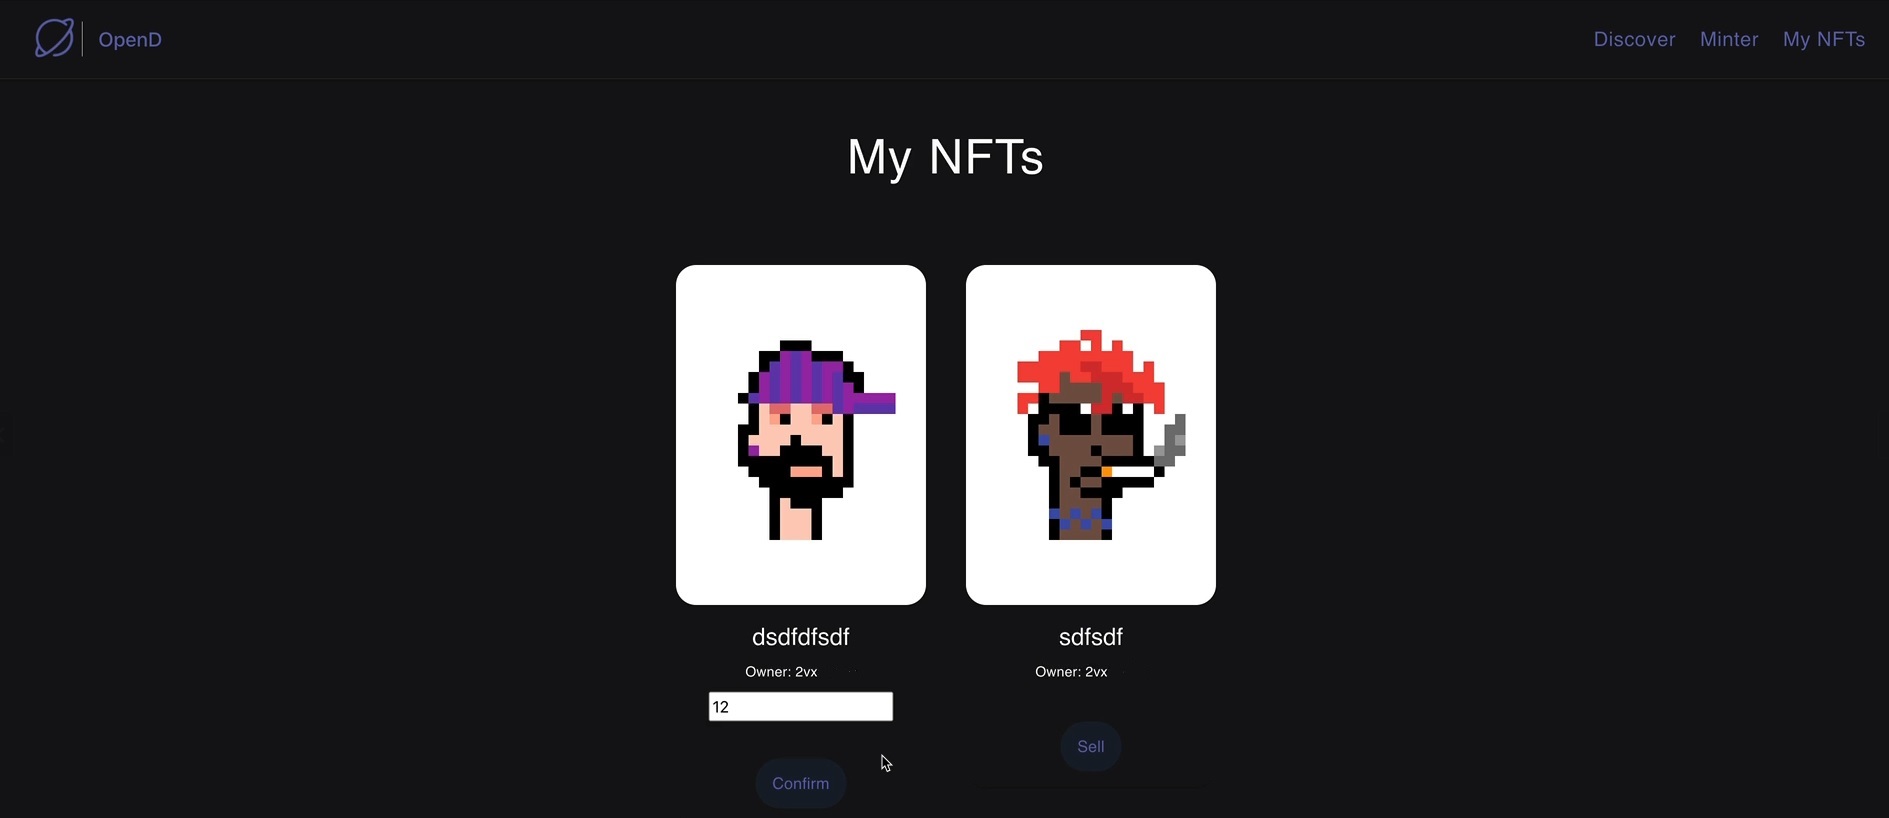 OpenD
Discover Minter My NFTs
My NFTs
dsdfdfsdf
Owner: 2vx
12
Confirm
sdfsdf
Owner: 2vx
Sell